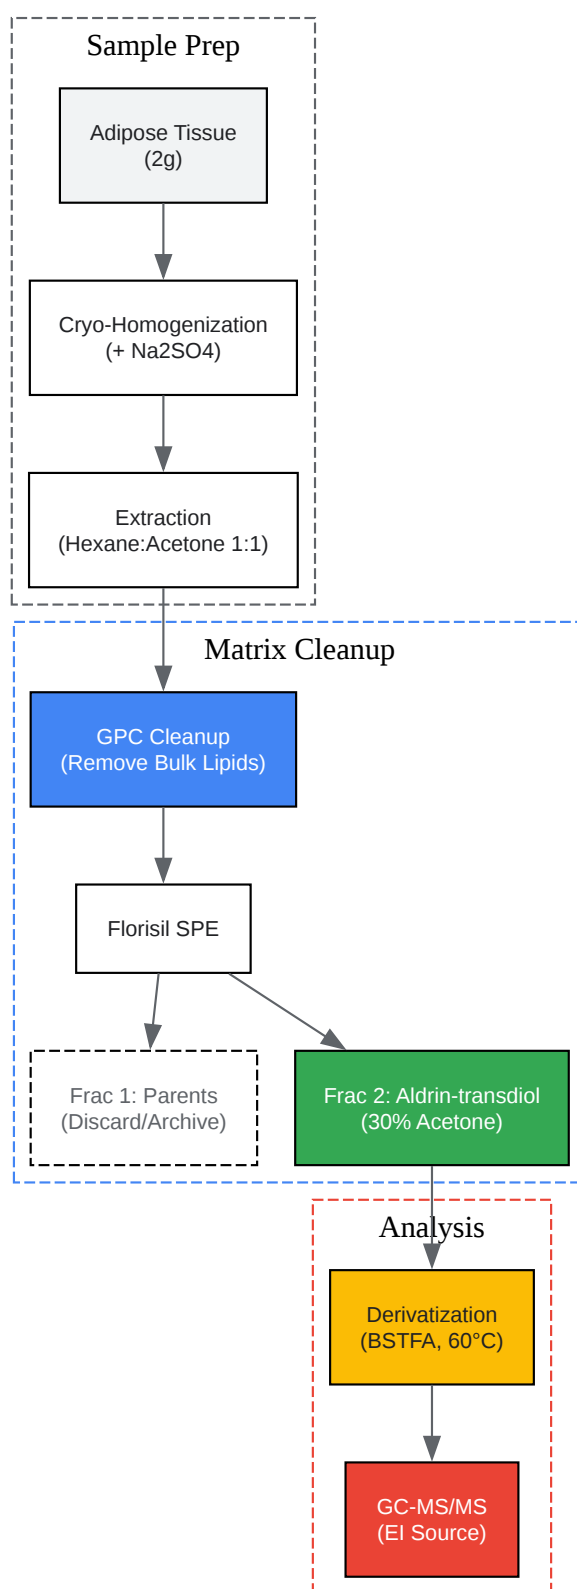 Sample Prep
Adipose Tissue
(2g)
Cryo-Homogenization
(+ Na2SO4)
Extraction
(Hexane:Acetone 1:1)
Matrix Cleanup
GPC Cleanup
(Remove Bulk Lipids)
Florisil SPE
Frac 1: Parents
(Discard/Archive)
Frac 2: Aldrin-transdiol
(30% Acetone)
Analysis
Derivatization
(BSTFA, 60°C)
GC-MS/MS
(EI Source)